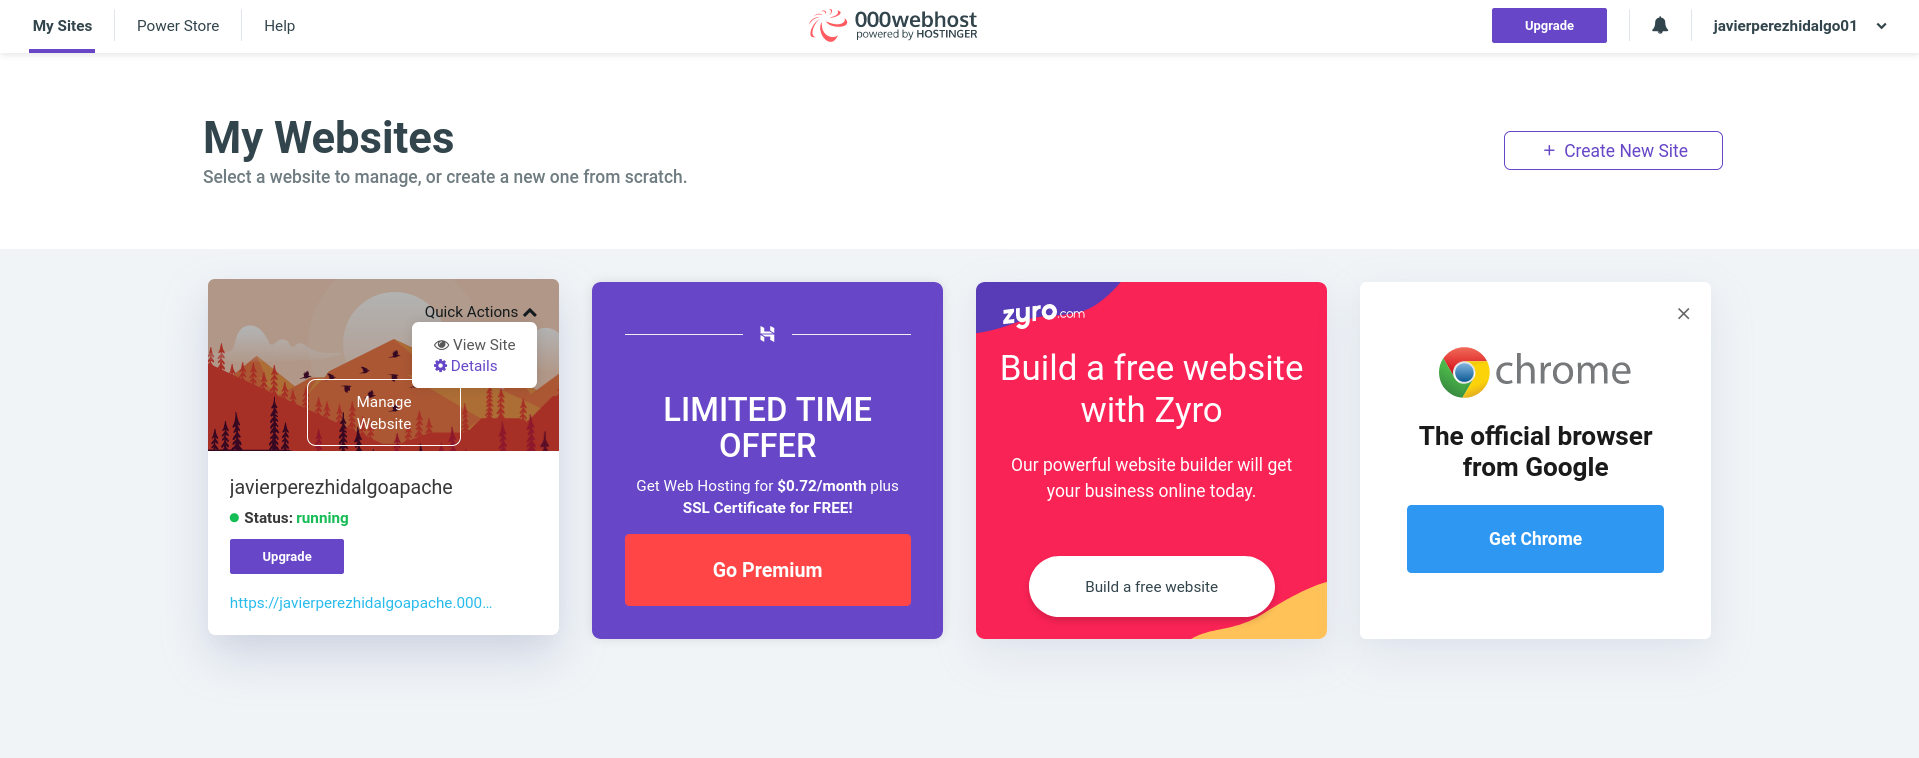 My Sites
Power Store
Help
000webhost
powered by HOSTINGER
Upgrade
javierperezhidalgo01
My Websites
Select a website to manage, or create a new one from scratch.
+ Create New Site
Quick Actions
View Site
Details
Manage
Website
javierperezhidalgoapache
Status: running
Upgrade
https://javierperezhidalgoapache.000...
LIMITED TIME
OFFER
Get Web Hosting for $0.72/month plus
SSL Certificate for FREE!
Go Premium
zyro.com
Build a free website
with Zyro
Our powerful website builder will get
your business online today.
Build a free website
chrome
The official browser
from Google
Get Chrome